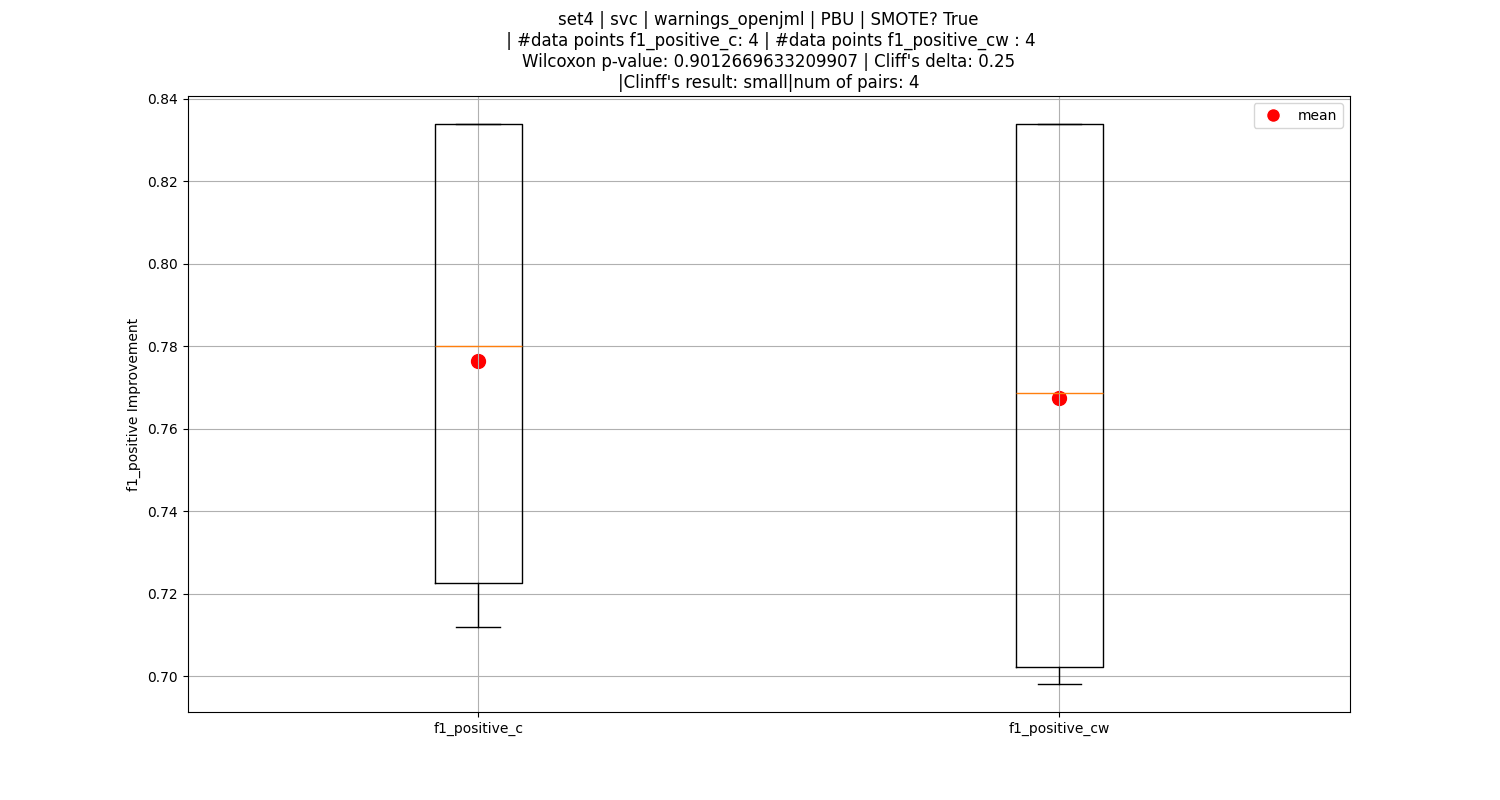 set4 | svc | warnings_openjml | PBU | SMOTE? True
| #data points f1_positive_c: 4 | #data points f1_positive_cw : 4
Wilcoxon p-value: 0.9012669633209907 | Cliff's delta: 0.25
|Clinff's result: small|num of pairs: 4
mean
0.84
0.82
0.80
0.78
0.76
0.74
0.72
0.70
f1_positive Improvement
f1_positive_c
f1_positive_cw